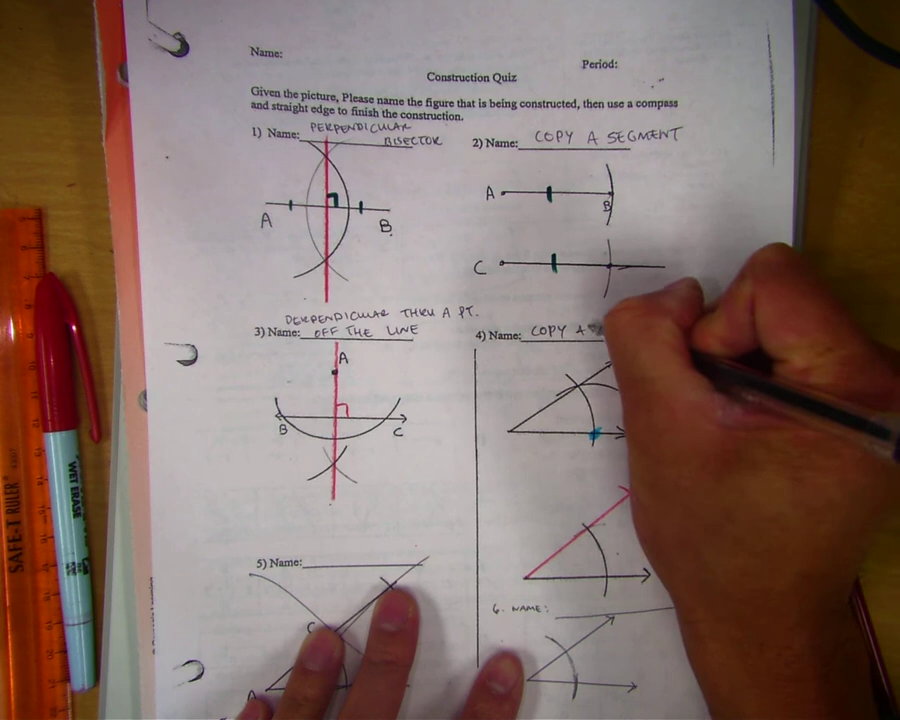 Name:
Period:
Construction Quiz
Given the picture, Please name the figure that is being constructed, then use a compass
and straight edge to finish the construction.
1) Name: PERPENDICULAR
BISECTOR
2) Name: COPY A SEGMENT
A
B
A
B
C
PERPENDICULAR THRU A PT.
3) Name: OFF THE LINE
4) Name: COPY A
A
B
C
5) Name:
C
A
6. NAME:
SAFE-T RULER
WET ERASE